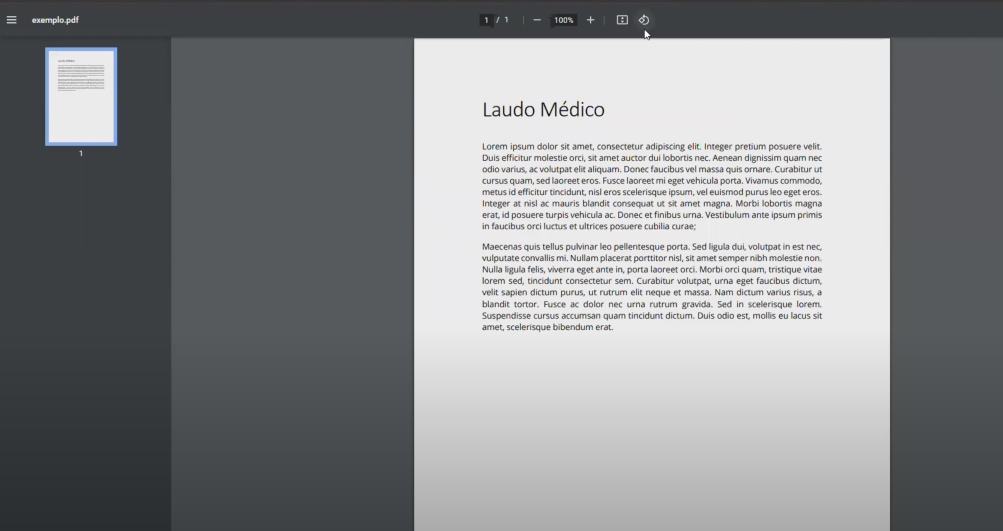 exemplo.pdf
1 / 1
100%
Laudo Médico
1
Laudo Médico
Lorem ipsum dolor sit amet, consectetur adipiscing elit. Integer pretium posuere velit.
Duis efficitur molestie orci, sit amet auctor dui lobortis nec. Aenean dignissim quam nec
odio varius, ac volutpat elit aliquam. Donec faucibus vel massa quis ornare. Curabitur ut
cursus quam, sed laoreet eros. Fusce laoreet mi eget vehicula porta. Vivamus commodo,
metus id efficitur tincidunt, nisl eros scelerisque ipsum, vel euismod purus leo eget eros.
Integer at nisl ac mauris blandit consequat ut sit amet magna. Morbi lobortis magna
erat, id posuere turpis vehicula ac. Donec et finibus urna. Vestibulum ante ipsum primis
in faucibus orci luctus et ultrices posuere cubilia curae;
Maecenas quis tellus pulvinar leo pellentesque porta. Sed ligula dui, volutpat in est nec,
vulputate convallis mi. Nullam placerat porttitor nisl, sit amet semper nibh molestie non.
Nulla ligula felis, viverra eget ante in, porta laoreet orci. Morbi orci quam, tristique vitae
lorem sed, tincidunt consectetur sem. Curabitur volutpat, urna eget faucibus dictum,
velit sapien dictum purus, ut rutrum elit neque et massa. Nam dictum varius risus, a
blandit tortor. Fusce ac dolor nec urna rutrum gravida. Sed in scelerisque lorem.
Suspendisse cursus accumsan quam tincidunt dictum. Duis odio est, mollis eu lacus sit
amet, scelerisque bibendum erat.